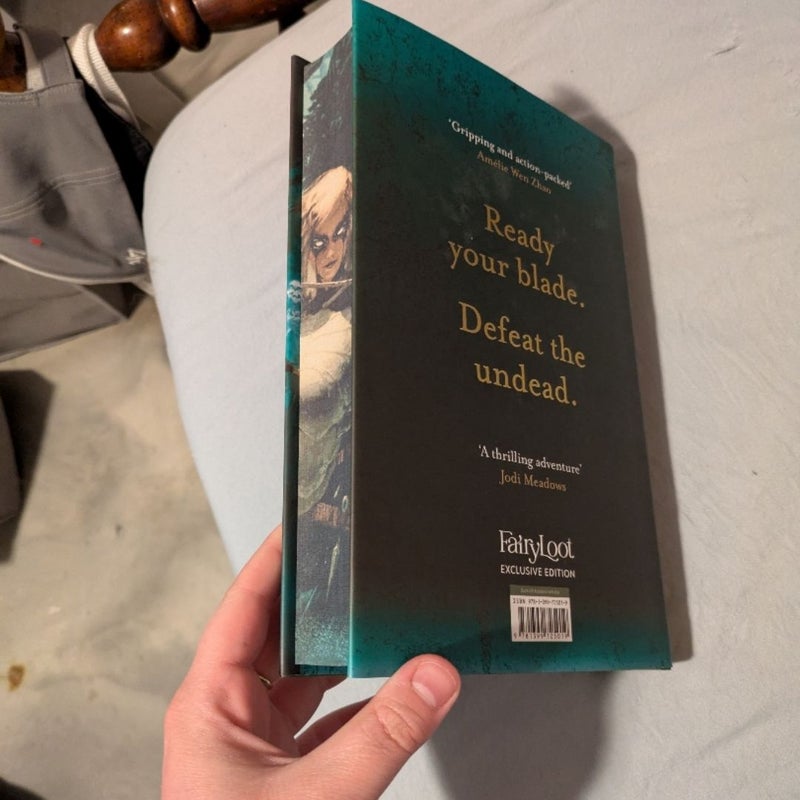 'Gripping and action-packed'
Amélie Wen Zhao
Ready
your blade.
Defeat the
undead.
'A thrilling adventure'
Jodi Meadows
FairyLoot
EXCLUSIVE EDITION